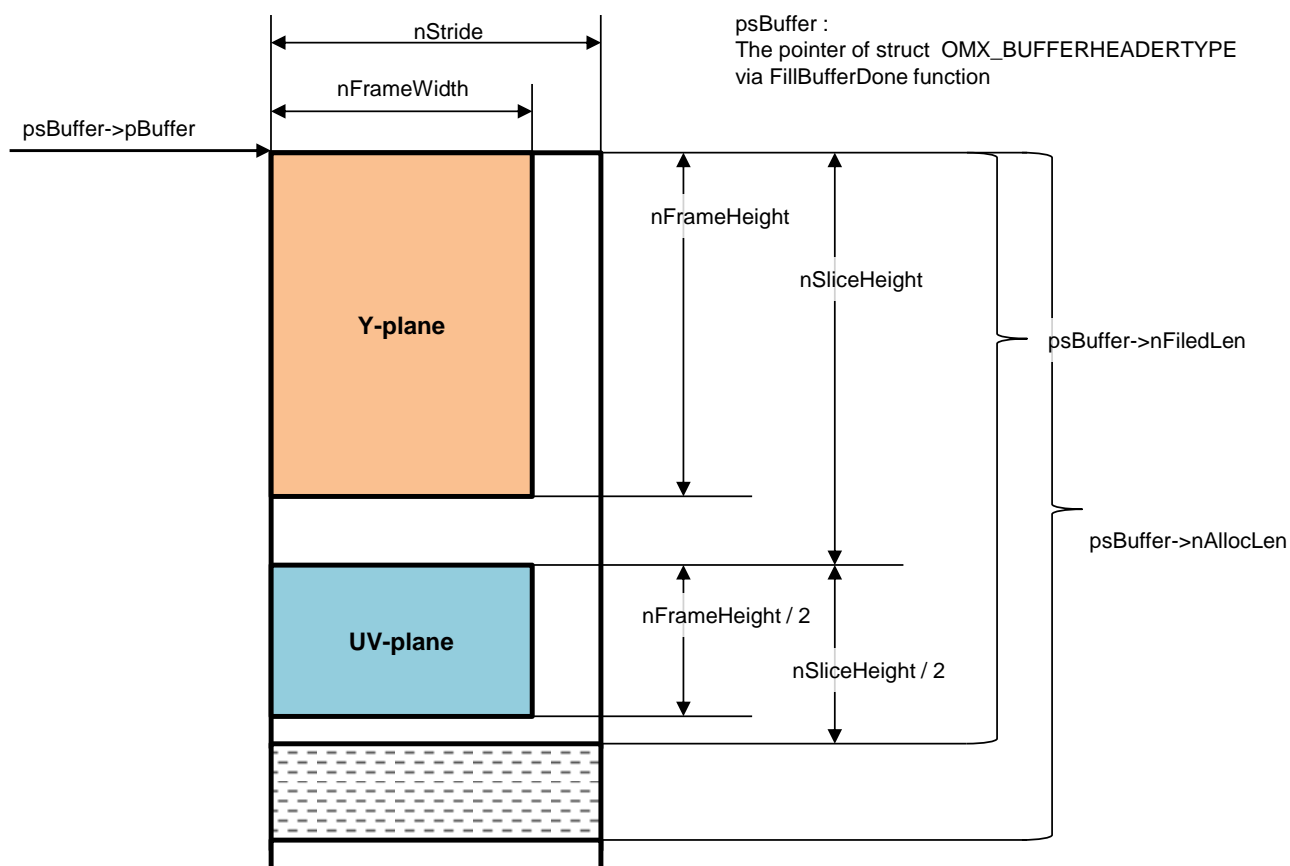 nStride
psBuffer :
The pointer of struct  OMX_BUFFERHEADERTYPE
via FillBufferDone function
nFrameWidth
psBuffer->pBuffer
nFrameHeight
nSliceHeight
Y-plane
psBuffer->nFiledLen
psBuffer->nAllocLen
nFrameHeight / 2
UV-plane
nSliceHeight / 2